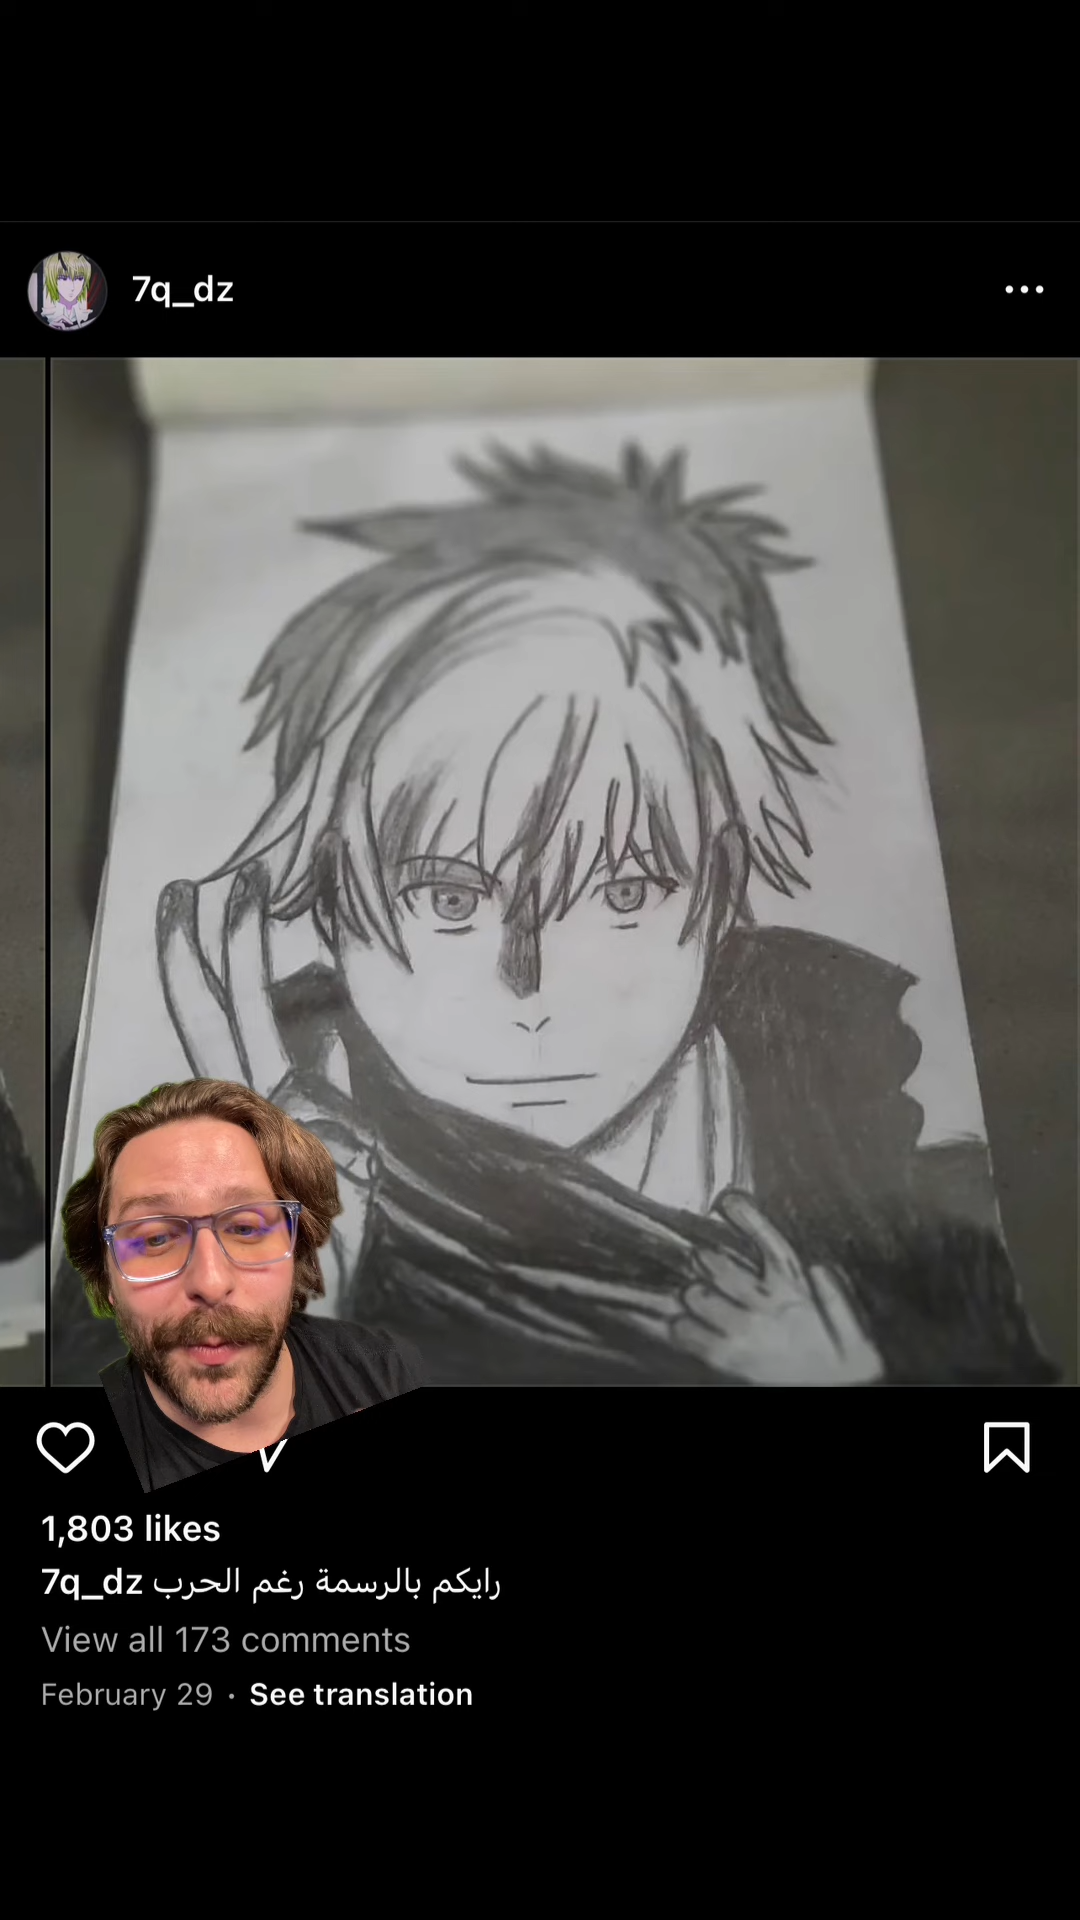 7q_dz
1,803 likes
7q_dz رايكم بالرسمة رغم الحرب
View all 173 comments
February 29 · See translation